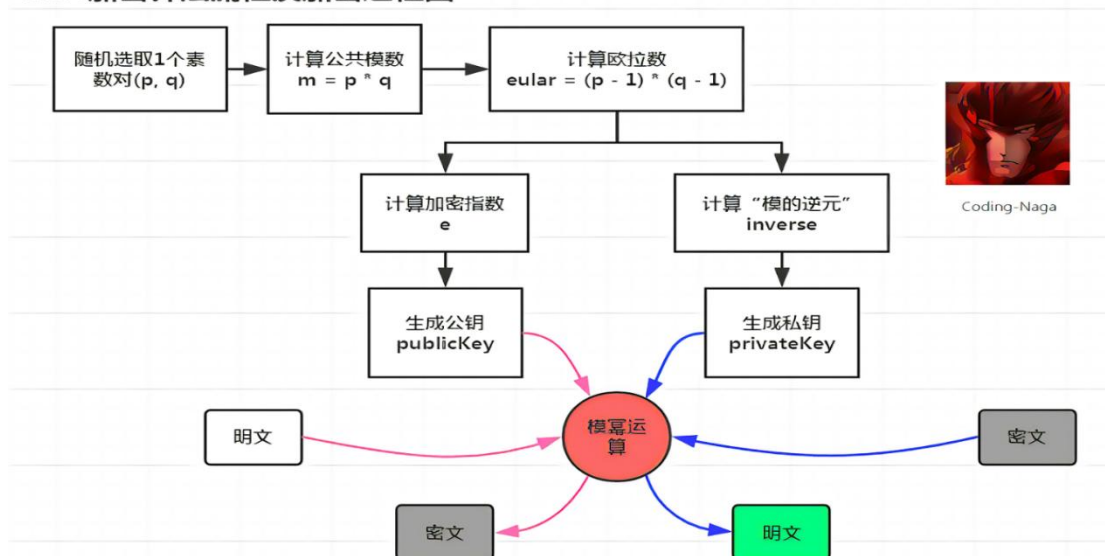 随机选取1个素
数对(p, q)
计算公共模数
m = p * q
计算欧拉数
eular = (p - 1) * (q - 1)
Coding-Naga
计算加密指数
e
计算“模的逆元”
inverse
生成公钥
publicKey
生成私钥
privateKey
明文
模幂运
算
密文
密文
明文